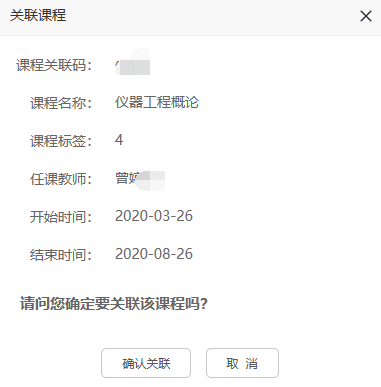 关联课程
课程关联码：
课程名称： 仪器工程概论
课程标签： 4
任课教师： 曾
开始时间： 2020-03-26
结束时间： 2020-08-26
请问您确定要关联该课程吗？
确认关联 取 消